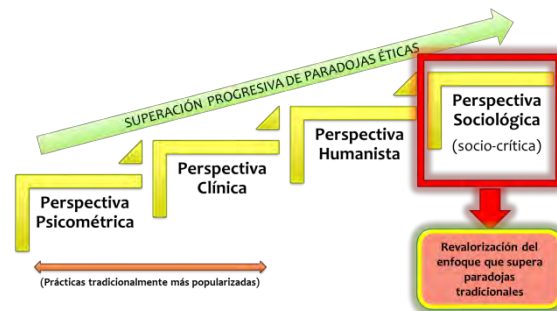 SUPERACIÓN PROGRESIVA DE PARADOJAS ÉTICAS
Perspectiva
Psicométrica
Perspectiva
Clínica
Perspectiva
Humanista
Perspectiva
Sociológica
(socio-crítica)
(Prácticas tradicionalmente más popularizadas)
Revalorización del
enfoque que supera
paradojas
tradicionales